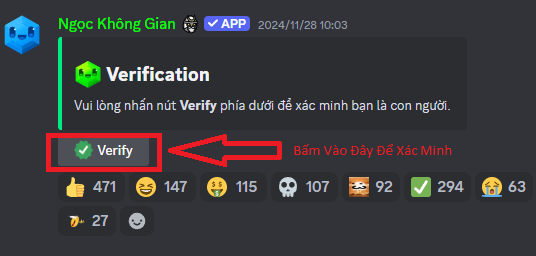 Ngọc Không Gian APP 2024/11/28 10:03
Verification
Vui lòng nhấn nút Verify phía dưới để xác minh bạn là con người.
Verify Bấm Vào Đây Để Xác Minh
471 147 115 107 92 294 63
27